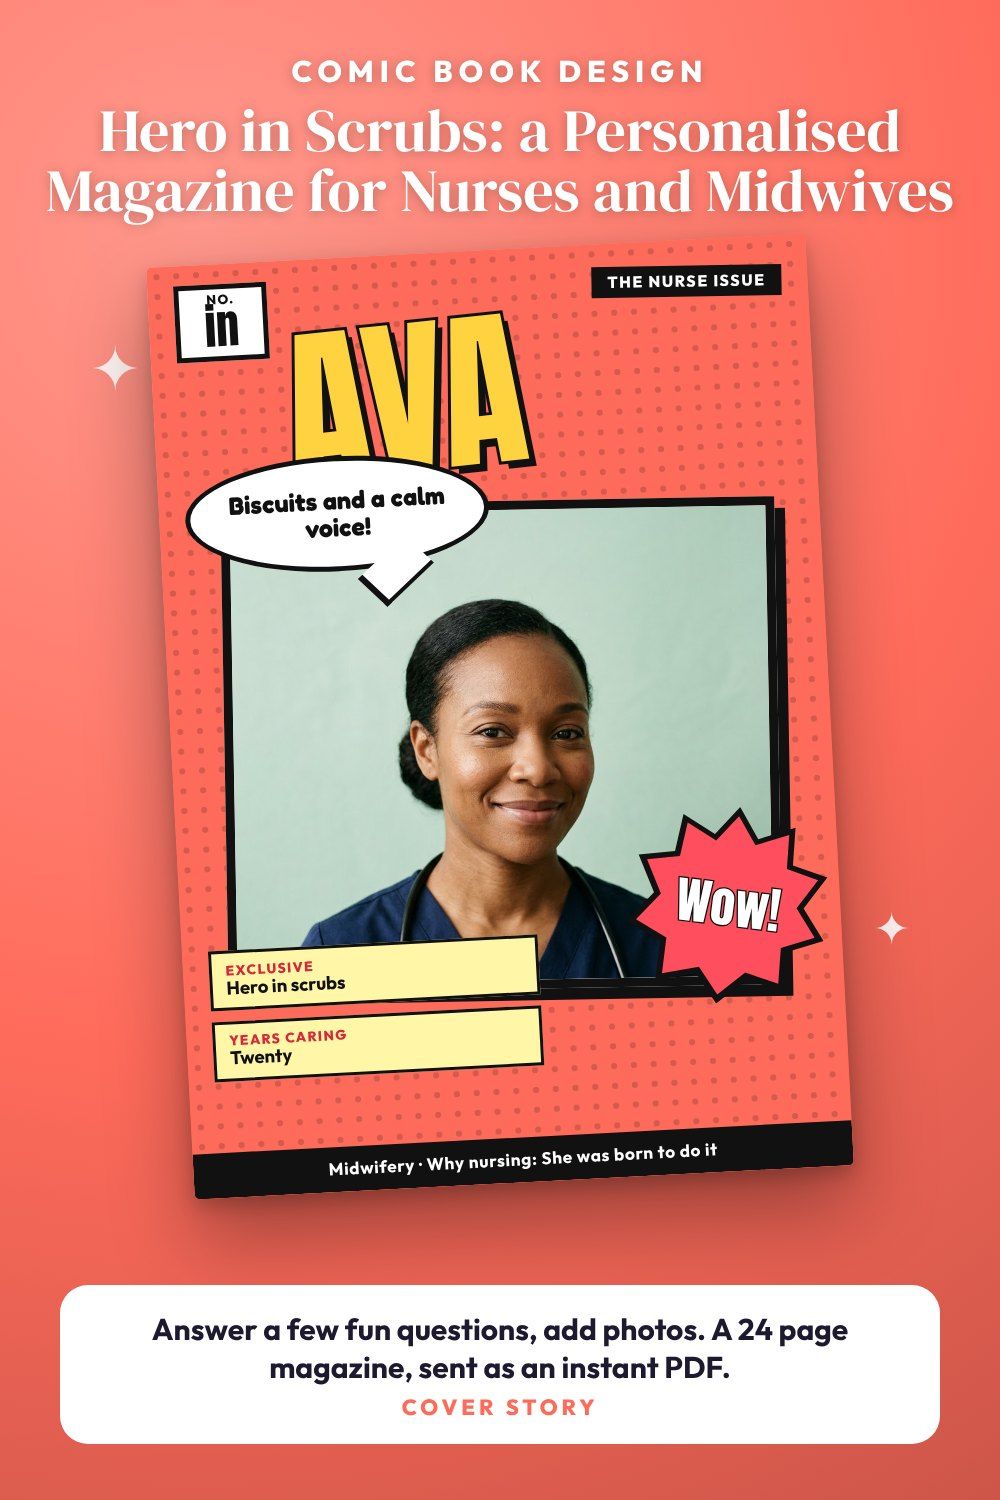 COMIC BOOK DESIGN
Hero in Scrubs: a Personalised
Magazine for Nurses and Midwives
THE NURSE ISSUE
NO.
in
AVA
Biscuits and a calm
voice!
Wow!
EXCLUSIVE
Hero in scrubs
YEARS CARING
Twenty
Midwifery · Why nursing: She was born to do it
Answer a few fun questions, add photos. A 24 page
magazine, sent as an instant PDF.
COVER STORY